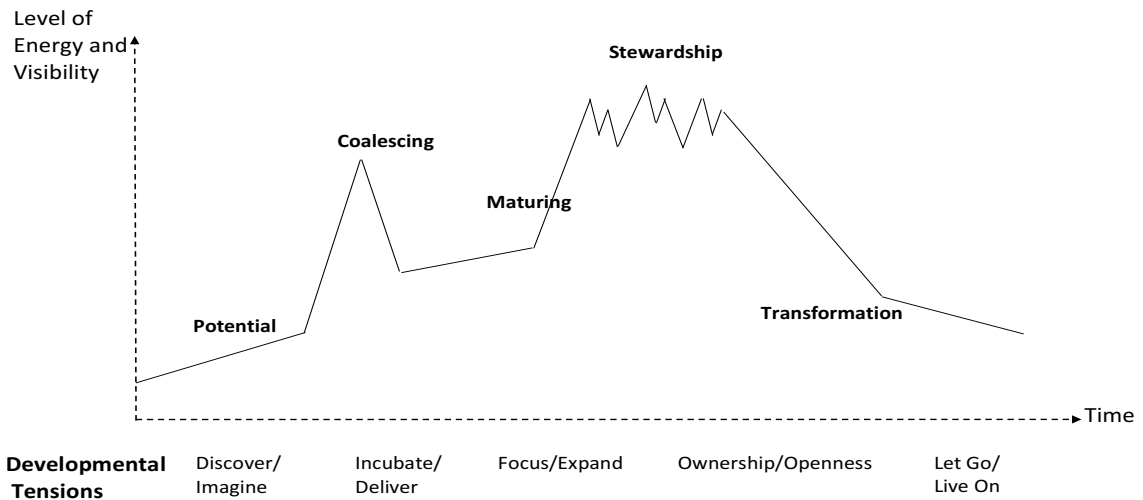 Level of
Energy and
Visibility
Stewardship
Coalescing
Maturing
Potential
Transformation
Time
Developmental
Tensions
Discover/
Imagine
Incubate/
Deliver
Focus/Expand
Ownership/Openness
Let Go/
Live On